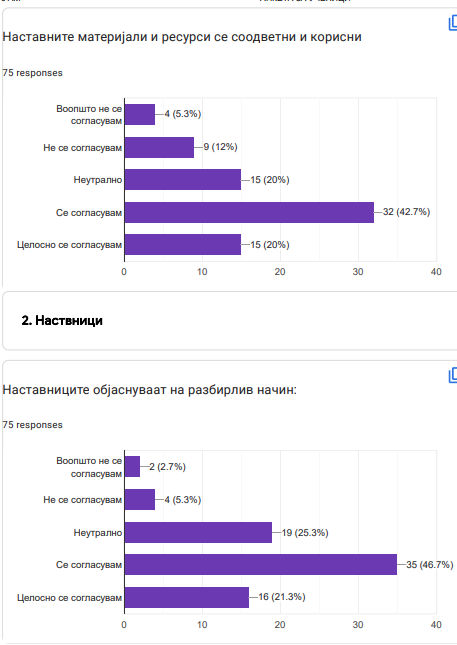 Наставните материјали и ресурси се соодветни и корисни
75 responses
Воопшто не се
согласувам
4 (5.3%)
Не се согласувам
9 (12%)
Неутрално
15 (20%)
Се согласувам
32 (42.7%)
Целосно се согласувам
15 (20%)
0 10 20 30 40
2. Наствници
Наставниците објаснуваат на разбирлив начин:
75 responses
Воопшто не се
согласувам
2 (2.7%)
Не се согласувам
4 (5.3%)
Неутрално
19 (25.3%)
Се согласувам
35 (46.7%)
Целосно се согласувам
16 (21.3%)
0 10 20 30 40